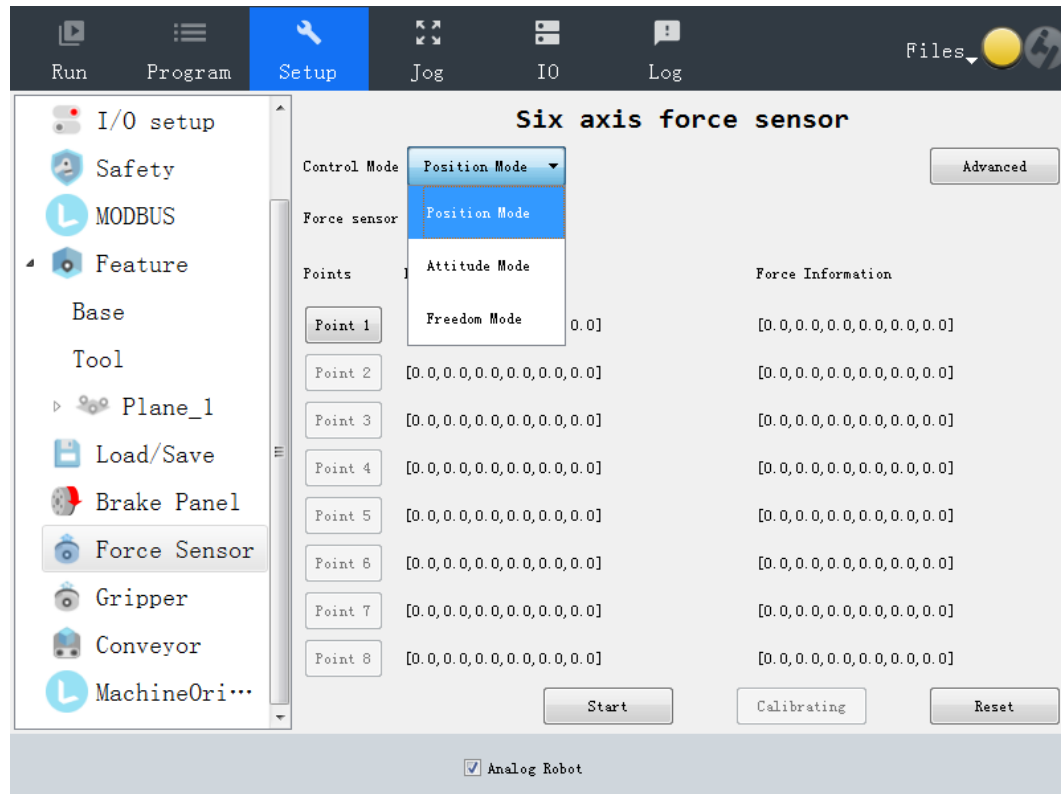 Run Program Setup Jog IO Log Files
I/O setup
Safety
MODBUS
Feature
Base
Tool
Plane_1
Load/Save
Brake Panel
Force Sensor
Gripper
Conveyor
MachineOri···
Six axis force sensor
Control Mode Position Mode Advanced
Position Mode
Attitude Mode
Freedom Mode
Force sensor
Points Force Information
Point 1 0.0] [0.0,0.0,0.0,0.0,0.0,0.0]
Point 2 [0.0,0.0,0.0,0.0,0.0,0.0] [0.0,0.0,0.0,0.0,0.0,0.0]
Point 3 [0.0,0.0,0.0,0.0,0.0,0.0] [0.0,0.0,0.0,0.0,0.0,0.0]
Point 4 [0.0,0.0,0.0,0.0,0.0,0.0] [0.0,0.0,0.0,0.0,0.0,0.0]
Point 5 [0.0,0.0,0.0,0.0,0.0,0.0] [0.0,0.0,0.0,0.0,0.0,0.0]
Point 6 [0.0,0.0,0.0,0.0,0.0,0.0] [0.0,0.0,0.0,0.0,0.0,0.0]
Point 7 [0.0,0.0,0.0,0.0,0.0,0.0] [0.0,0.0,0.0,0.0,0.0,0.0]
Point 8 [0.0,0.0,0.0,0.0,0.0,0.0] [0.0,0.0,0.0,0.0,0.0,0.0]
Start Calibrating Reset
Analog Robot